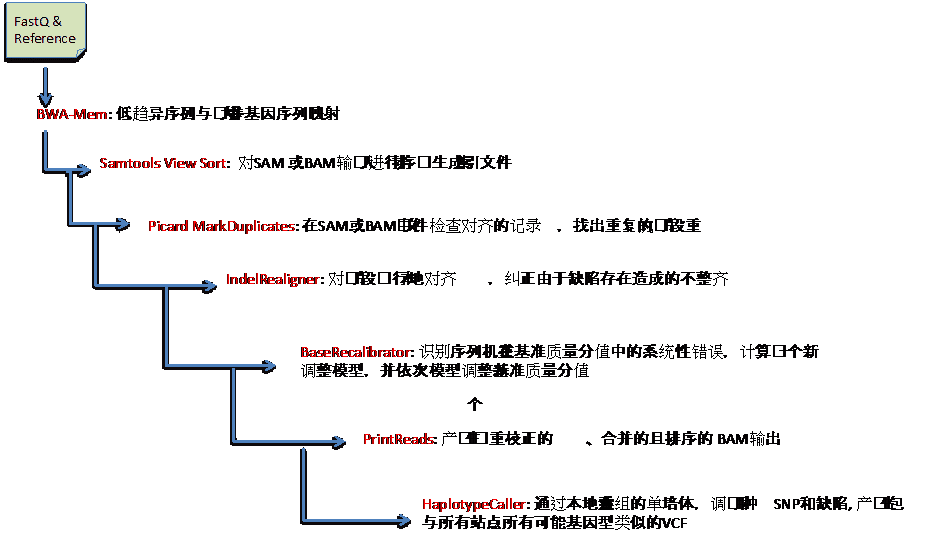 FastQ &
Reference
BWA-Mem: 低趋异序列与基因序列映射
Samtools View Sort: 对SAM 或BAM输进行排序生成索引文件
Picard MarkDuplicates: 在SAM或BAM中检查对齐的记录 ，找出重复的设重
IndelRealigner: 对设行对齐 ，纠正由于缺陷存在造成的不整齐
BaseRecalibrator: 识别序列机在基准质量分值中的系统性错误，计算个新
调整模型，并依次模型调整基准质量分值
个
PrintReads: 产重校正的 、合并的且排序的 BAM输出
HaplotypeCaller: 通过本地重组的单培体，调 SNP和缺陷, 产包
与所有站点所有可能基因型类似的VCF